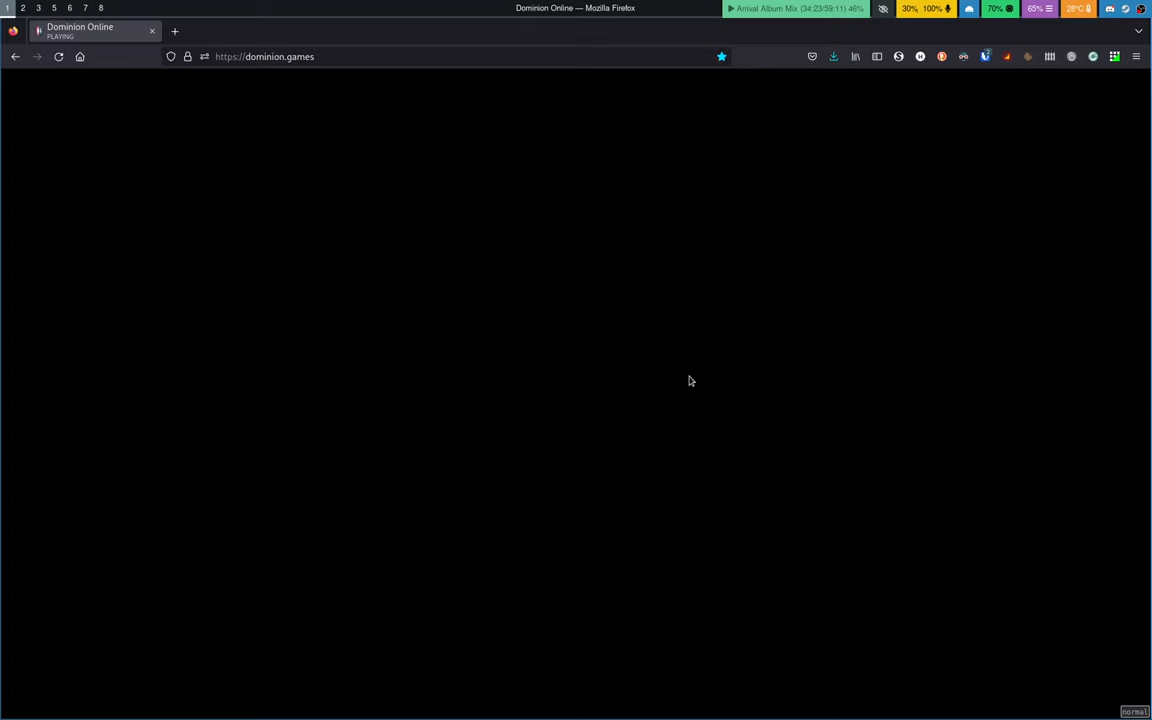 1 2 3 5 6 7 8
Dominion Online — Mozilla Firefox
Arrival Album Mix (34:23/59:11) 46%
30% 100%
70%
65%
28°C
Dominion Online
PLAYING
https://dominion.games
normal